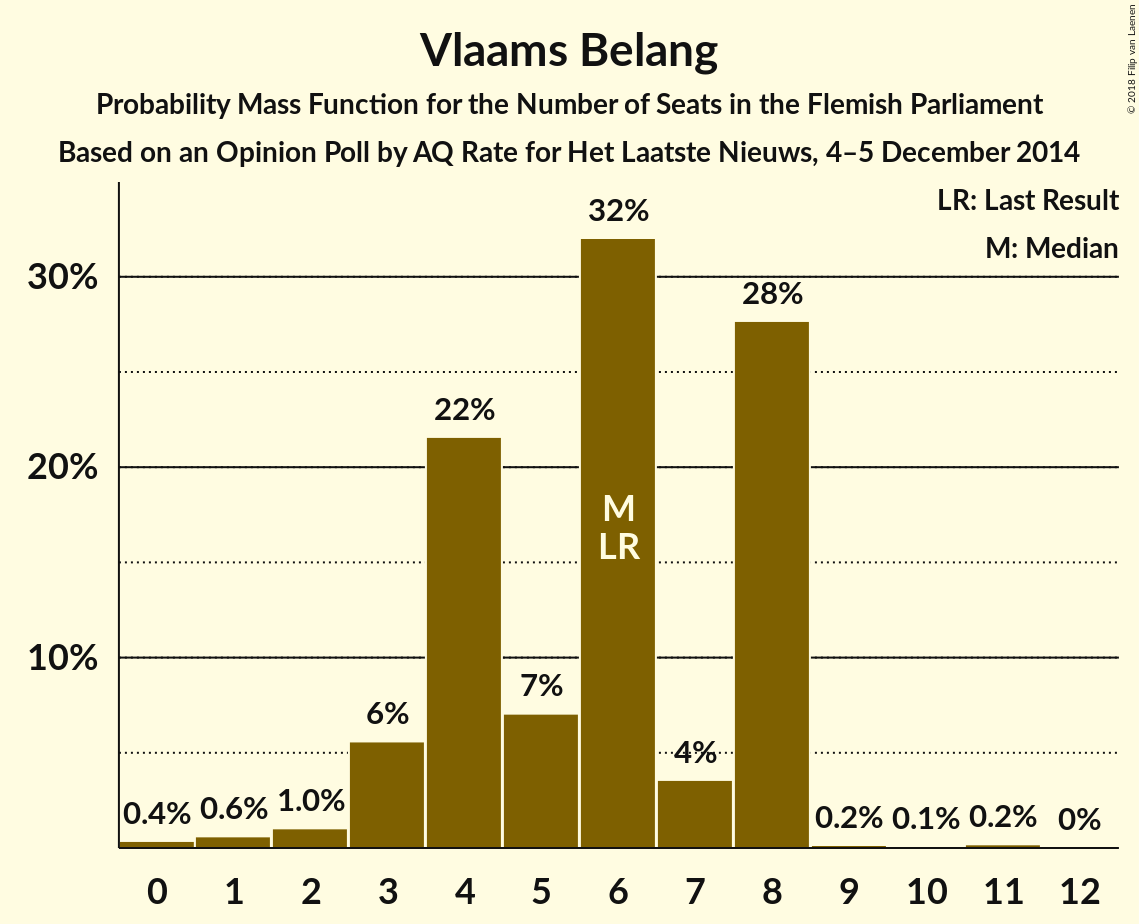 Vlaams Belang
Probability Mass Function for the Number of Seats in the Flemish Parliament
Based on an Opinion Poll by AQ Rate for Het Laatste Nieuws, 4–5 December 2014
© 2018 Filip van Laenen
LR: Last Result
M: Median
30%
20%
10%
0.4%
0.6%
1.0%
6%
22%
7%
32%
4%
28%
0.2%
0.1%
0.2%
0%
M
LR
0 1 2 3 4 5 6 7 8 9 10 11 12